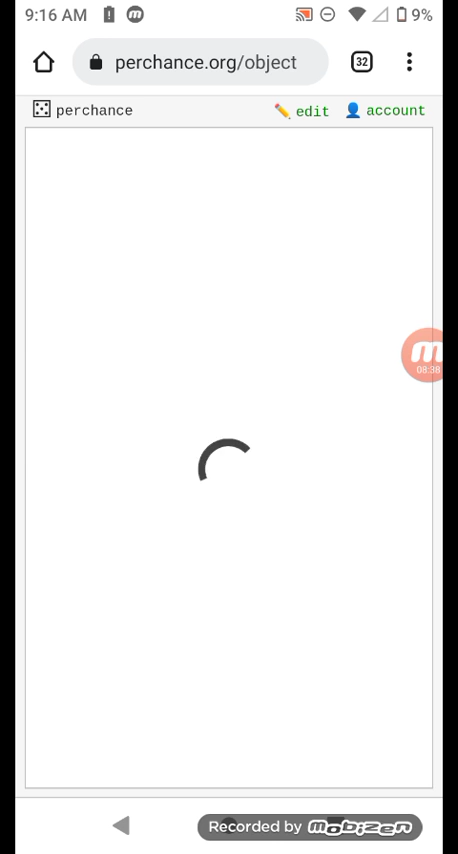 9:16 AM 9%
perchance.org/object 32
perchance edit account
08:38
Recorded by mobizen